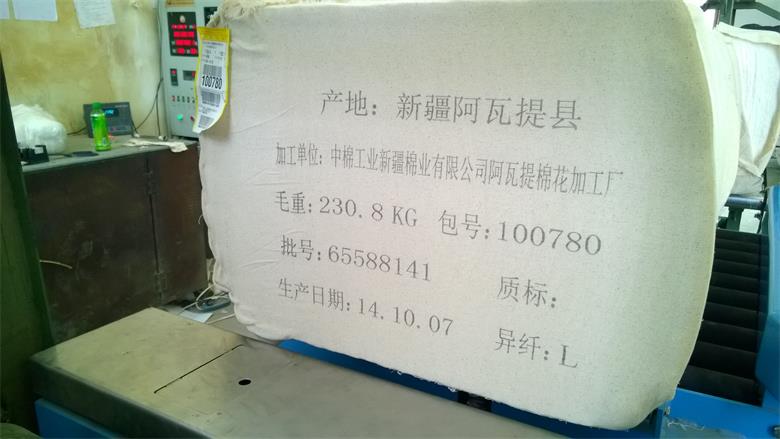 产地：新疆阿瓦提县
加工单位：中棉工业新疆棉业有限公司阿瓦提棉花加工厂
毛重：230.8KG 包号：100780
批号：65588141 质标：
生产日期：14.10.07 异纤：L
100780